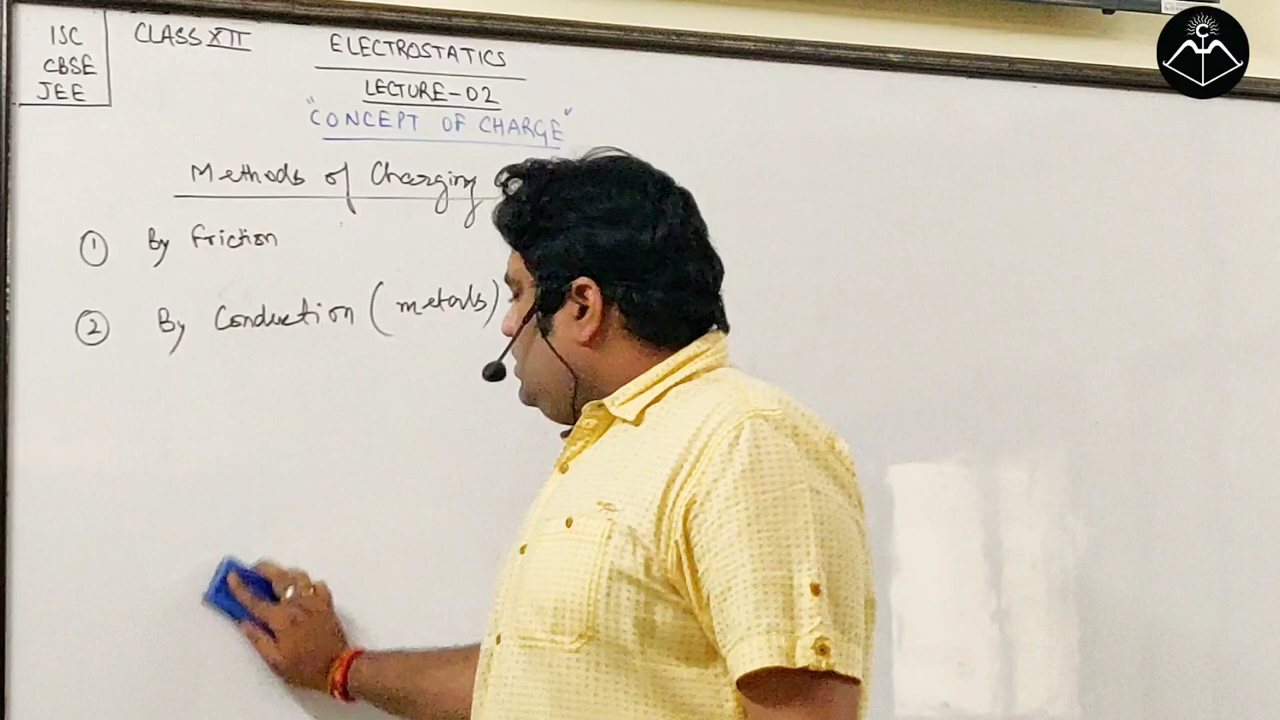 ISC
CBSE
JEE
CLASS XII
ELECTROSTATICS
LECTURE-02
"CONCEPT OF CHARGE"
Methods of Charging
① By friction
② By Conduction (metals)